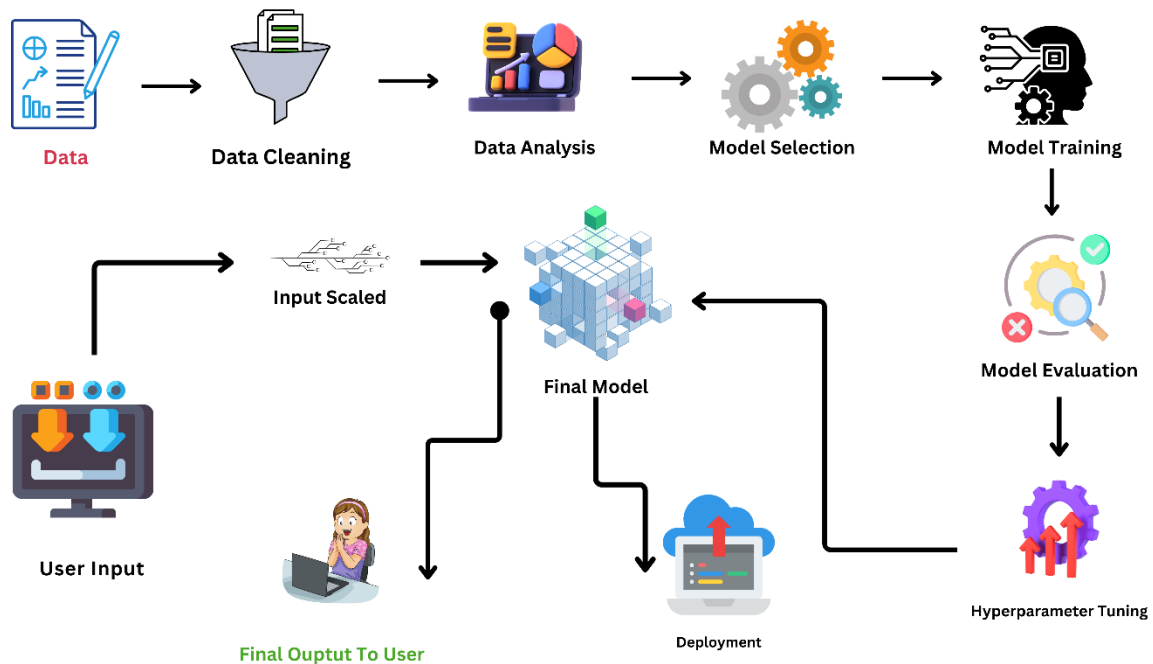 Data
Data Cleaning
Data Analysis
Model Selection
Model Training
Input Scaled
Final Model
Model Evaluation
User Input
Hyperparameter Tuning
Deployment
Final Ouptut To User